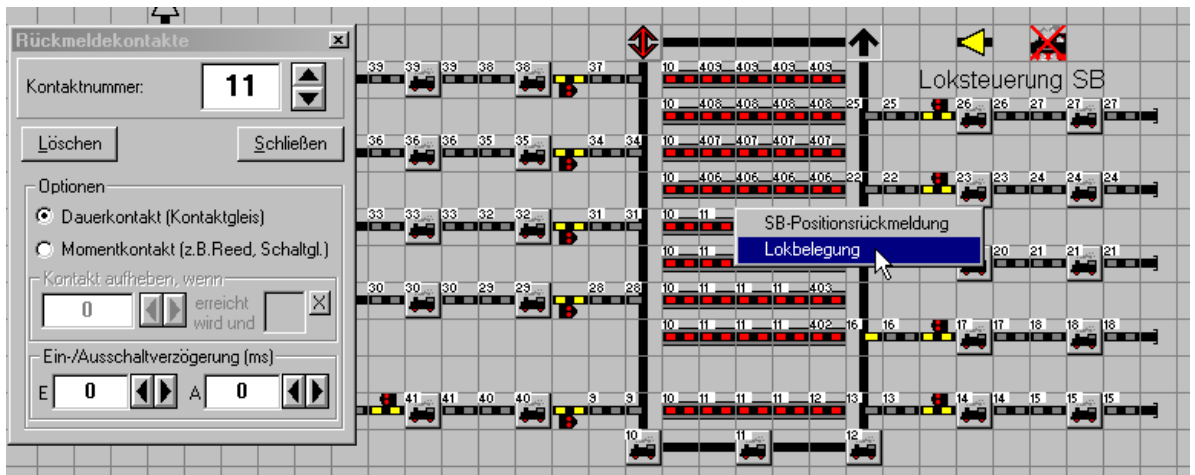 Rückmeldekontakte
Kontaktnummer: 11
Löschen Schließen
Optionen
Dauerkontakt (Kontaktgleis)
Momentkontakt (z.B.Reed, Schaltgl.)
Kontakt aufheben, wenn
0 erreicht
wird und X
Ein-/Ausschaltverzögerung (ms)
E 0 A 0
Loksteuerung SB
39 39 39 38 38 37 10 409 409 409 409
10 408 408 408 408 25 25 26 26 27 27 27
36 36 36 35 35 34 34 10 407 407 407 407
10 406 406 406 406 22 22 23 23 24 24 24
33 33 33 32 32 31 31 10 11
SB-Positionsrückmeldung
Lokbelegung
10 11 20 21 21 21
30 30 30 29 29 28 28 10 11 11 11 403
10 11 11 11 402 16 16 17 17 18 18 18
41 41 40 40 9 9 10 11 11 11 12 13 13 14 14 15 15 15
10 11 12